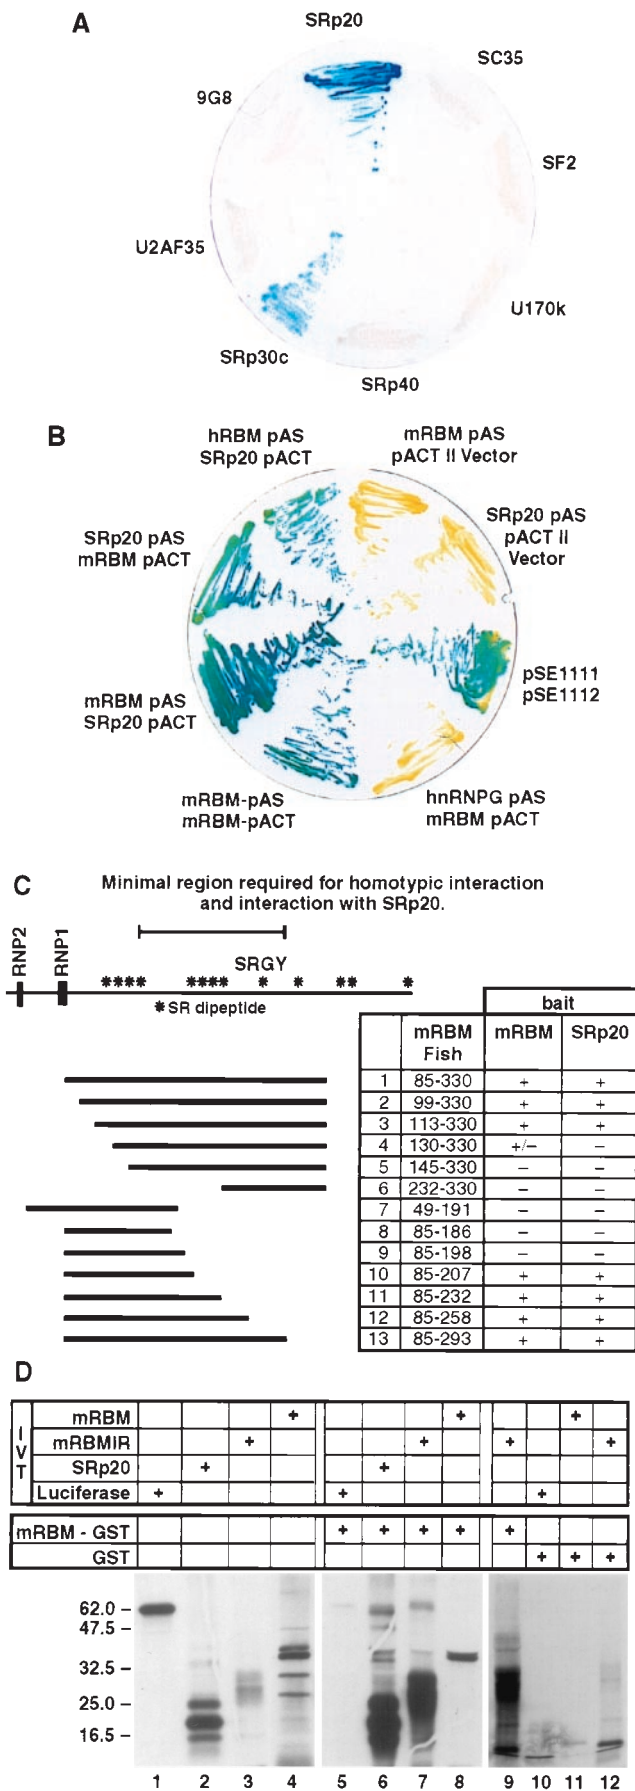 A
SRp20
SC35
9G8
SF2
U2AF35
U170k
SRp30c
SRp40
B
hRBM pAS
SRp20 pACT
mRBM pAS
pACT II Vector
SRp20 pAS
mRBM pACT
SRp20 pAS
pACT II
Vector
mRBM pAS
SRp20 pACT
pSE1111
pSE1112
mRBM-pAS
mRBM-pACT
hnRNPG pAS
mRBM pACT
C
Minimal region required for homotypic interaction
and interaction with SRp20.
RNP2
RNP1
SRGY
**** **** * * ** *
* SR dipeptide
bait
mRBM Fish mRBM SRp20
1 85-330 + +
2 99-330 + +
3 113-330 + +
4 130-330 +/− −
5 145-330 − −
6 232-330 − −
7 49-191 − −
8 85-186 − −
9 85-198 − −
10 85-207 + +
11 85-232 + +
12 85-258 + +
13 85-293 + +
D
IVT
mRBM + + +
mRBMiR + + + +
SRp20 + +
Luciferase + + +
mRBM - GST + + + + +
GST + + +
62.0 –
47.5 –
32.5 –
25.0 –
16.5 –
1 2 3 4 5 6 7 8 9 10 11 12